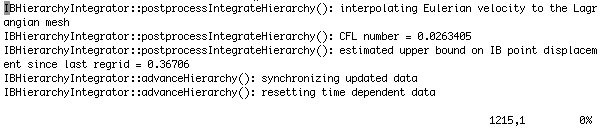 IBHierarchyIntegrator::postprocessIntegrateHierarchy(): interpolating Eulerian velocity to the Lagr
angian mesh
IBHierarchyIntegrator::postprocessIntegrateHierarchy(): CFL number = 0.0263405
IBHierarchyIntegrator::postprocessIntegrateHierarchy(): estimated upper bound on IB point displacem
ent since last regrid = 0.36706
IBHierarchyIntegrator::advanceHierarchy(): synchronizing updated data
IBHierarchyIntegrator::advanceHierarchy(): resetting time dependent data
1215,1 0%